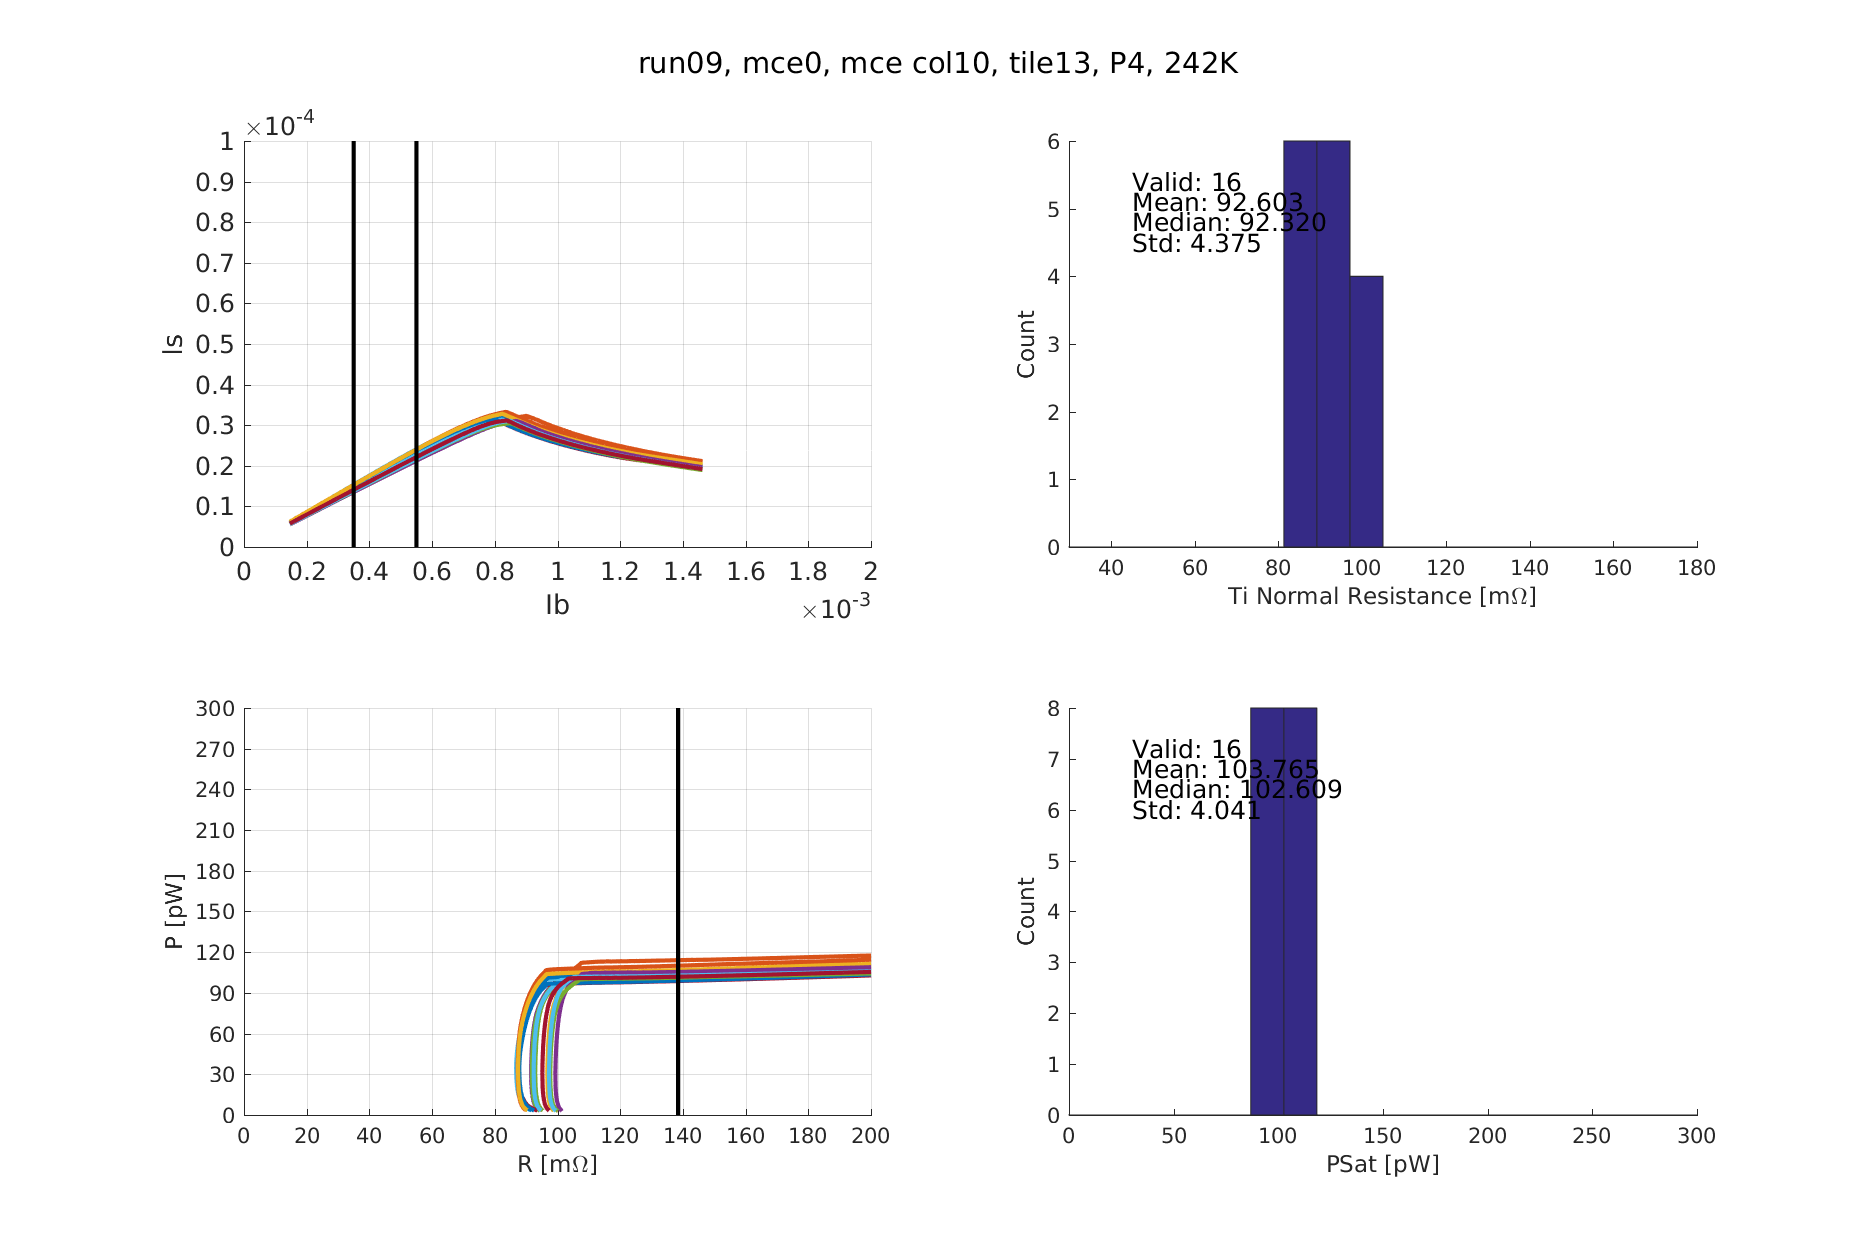 run09, mce0, mce col10, tile13, P4, 242K
×10-4
1
0.9
0.8
0.7
0.6
0.5
0.4
0.3
0.2
0.1
0
Is
0 0.2 0.4 0.6 0.8 1 1.2 1.4 1.6 1.8 2
Ib
×10-3
6
5
4
3
2
1
0
Count
Valid: 16
Mean: 92.603
Median: 92.320
Std: 4.375
40 60 80 100 120 140 160 180
Ti Normal Resistance [mΩ]
300
270
240
210
180
150
120
90
60
30
0
P [pW]
0 20 40 60 80 100 120 140 160 180 200
R [mΩ]
8
7
6
5
4
3
2
1
0
Count
Valid: 16
Mean: 103.765
Median: 102.609
Std: 4.041
0 50 100 150 200 250 300
PSat [pW]